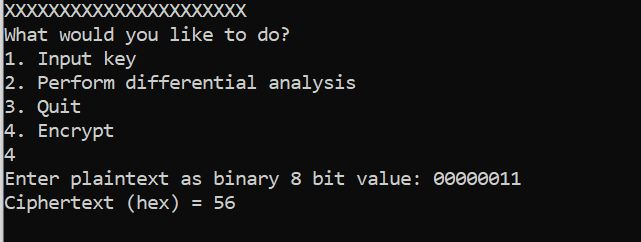 XXXXXXXXXXXXXXXXXXXXXX
What would you like to do?
1. Input key
2. Perform differential analysis
3. Quit
4. Encrypt
4
Enter plaintext as binary 8 bit value: 00000011
Ciphertext (hex) = 56